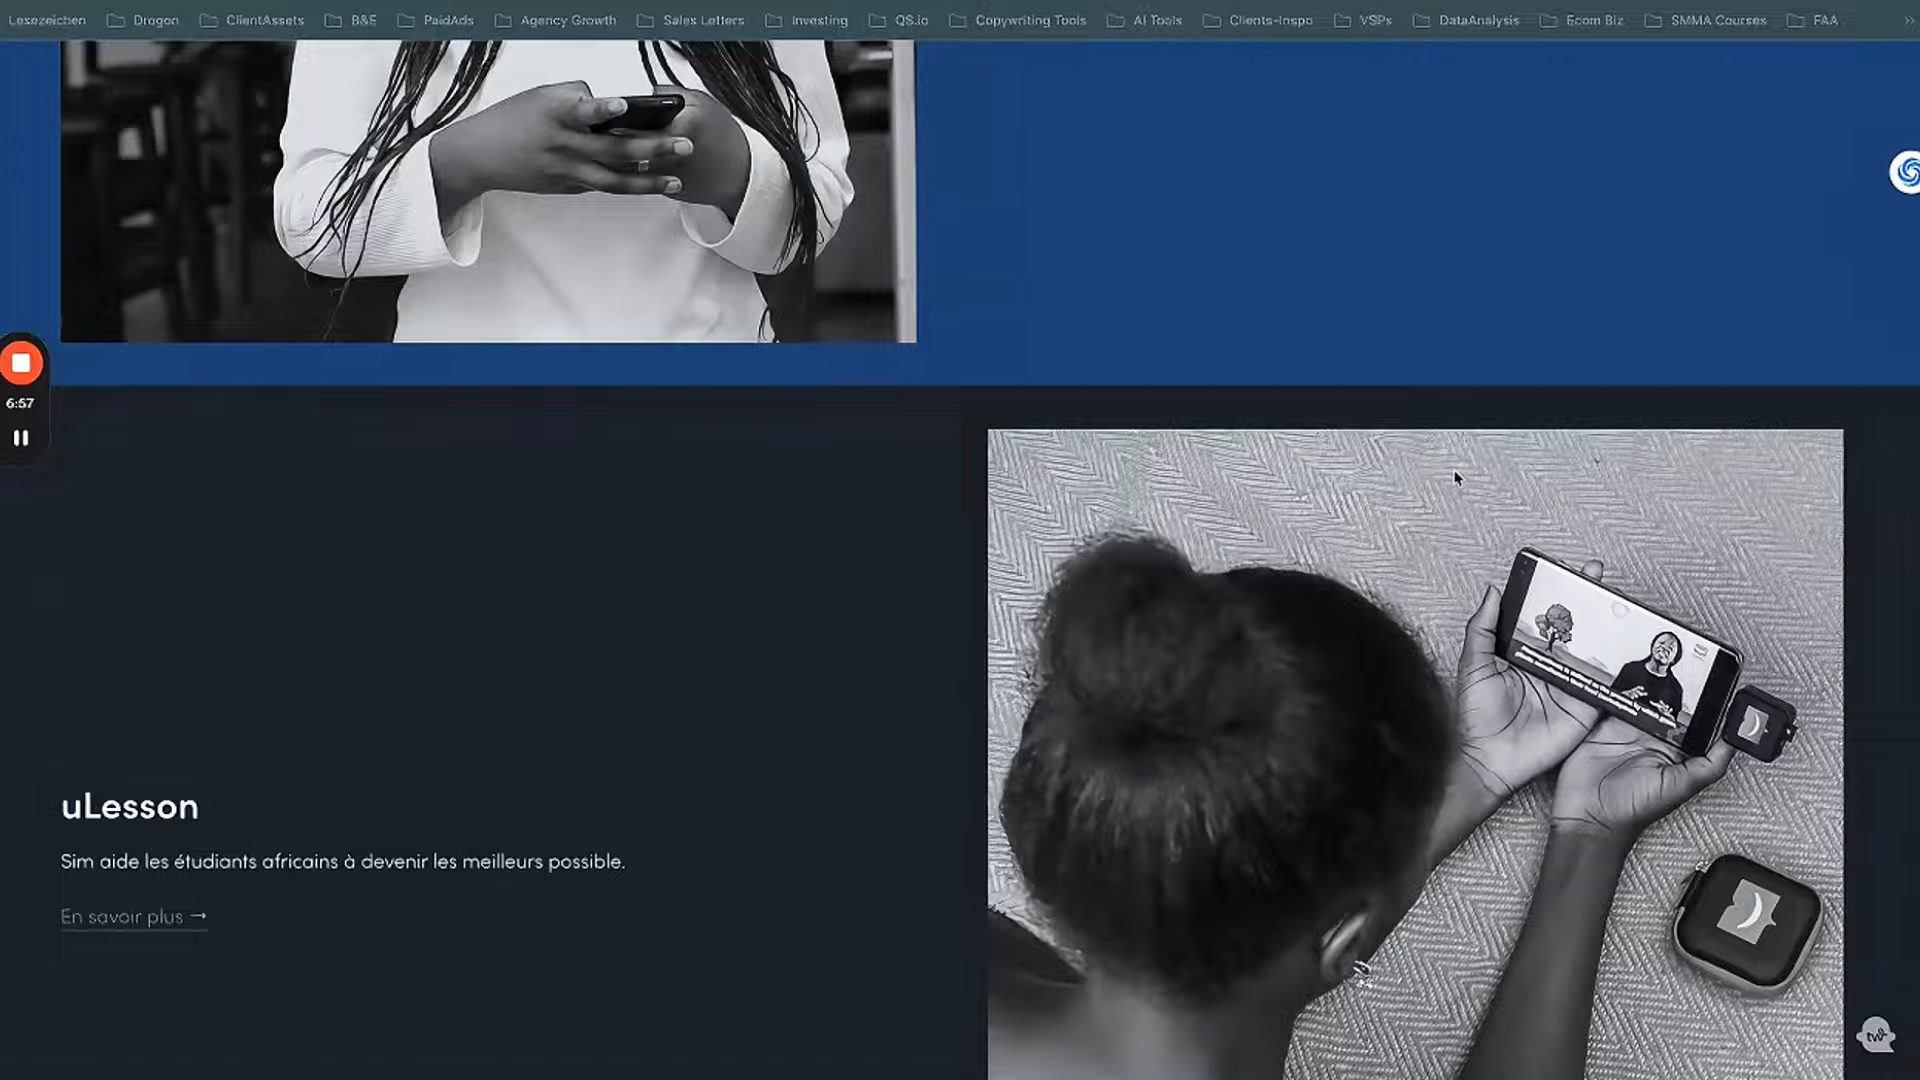 Lesezeichen Drogon ClientAssets B&E PaidAds Agency Growth Sales Letters Investing QS.io Copywriting Tools AI Tools Clients-Inspo VSPs DataAnalysis Ecom Biz SMMA Courses FAA »
6:57
uLesson
Sim aide les étudiants africains à devenir les meilleurs possible.
En savoir plus →
tw